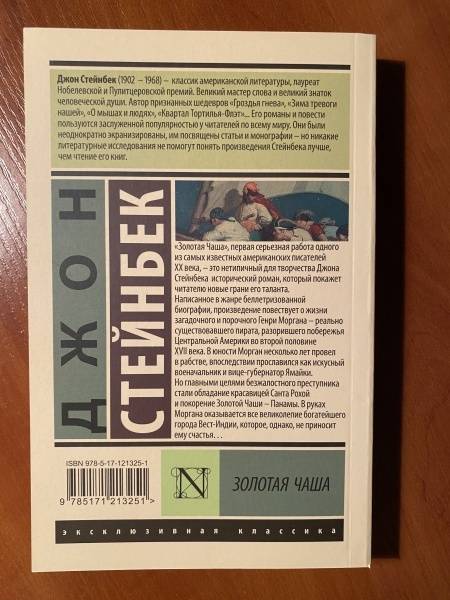 Джон Стейнбек (1902 – 1968) – классик американской литературы, лауреат
Нобелевской и Пулитцеровской премий. Великий мастер слова и великий знаток
человеческой души. Автор признанных шедевров «Гроздья гнева», «Зима тревоги
нашей», «О мышах и людях», «Квартал Тортилья-Флэт»... Его романы и повести
пользуются заслуженной популярностью у читателей по всему миру. Они были
неоднократно экранизированы, им посвящены статьи и монографии – но никакие
литературные исследования не помогут понять произведения Стейнбека лучше,
чем чтение его книг.
ДЖОН
СТЕЙНБЕК
«Золотая Чаша», первая серьезная работа одного
из самых известных американских писателей
XX века, – это нетипичный для творчества Джона
Стейнбека исторический роман, который покажет
читателю новые грани его таланта.
Написанное в жанре беллетризованной
биографии, произведение повествует о жизни
загадочного и порочного Генри Моргана – реально
существовавшего пирата, разорившего побережья
Центральной Америки во второй половине
XVII века. В юности Морган несколько лет провел
в рабстве, впоследствии прославился как искусный
военачальник и вице-губернатор Ямайки.
Но главными целями безжалостного преступника
стали обладание красавицей Санта Рохой
и покорение Золотой Чаши – Панамы. В руках
Моргана оказывается все великолепие богатейшего
города Вест-Индии, которое, однако, не приносит
ему счастья...
ISBN 978-5-17-121325-1
9 785171 213251 >
N
ЗОЛОТАЯ ЧАША
эксклюзивная классика